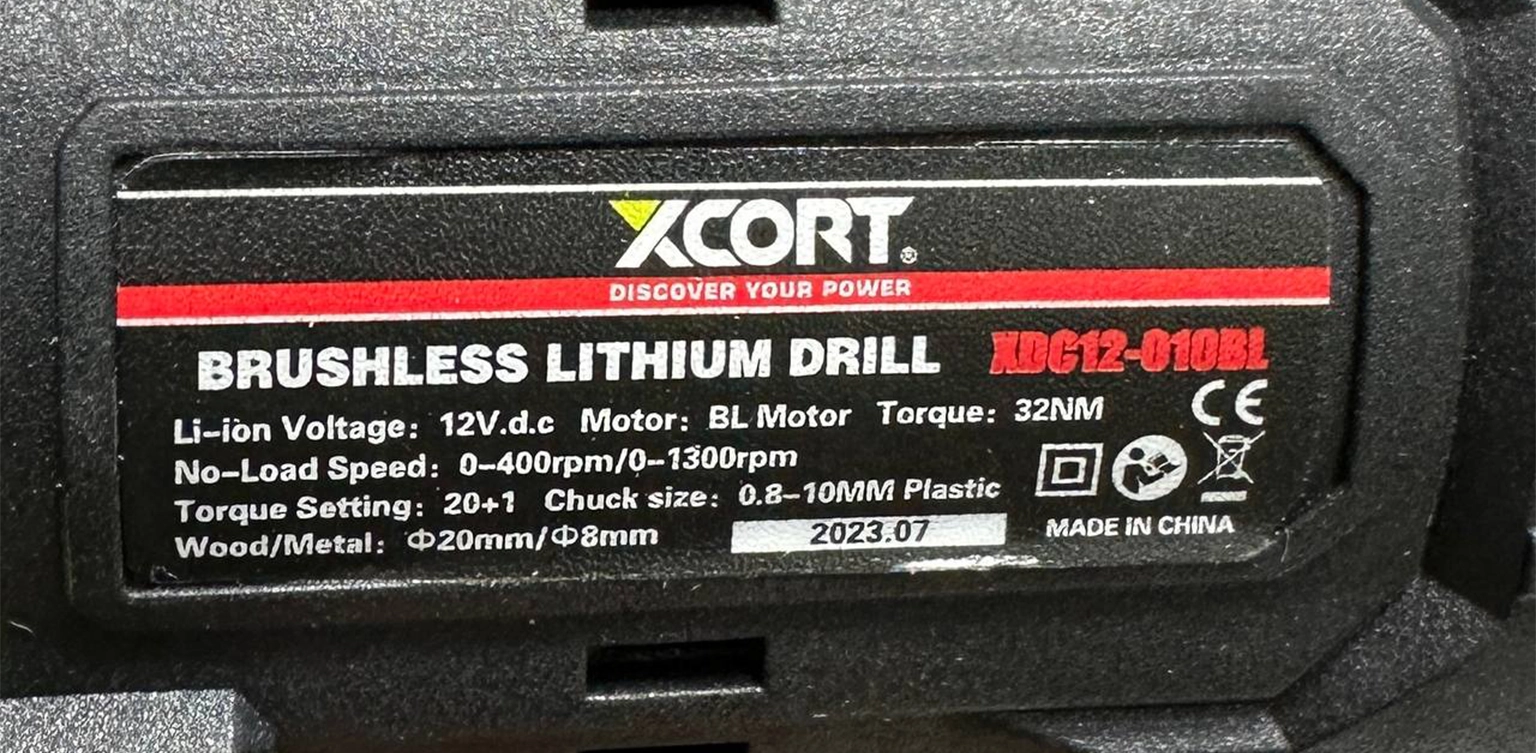 XCORT®
DISCOVER YOUR POWER
BRUSHLESS LITHIUM DRILL XDC12-010BL
Li-ion Voltage: 12V.d.c Motor: BL Motor Torque: 32NM
CE
No-Load Speed: 0-400rpm/0-1300rpm
Torque Setting: 20+1 Chuck size: 0.8-10MM Plastic
Wood/Metal: Φ20mm/Φ8mm 2023.07 MADE IN CHINA